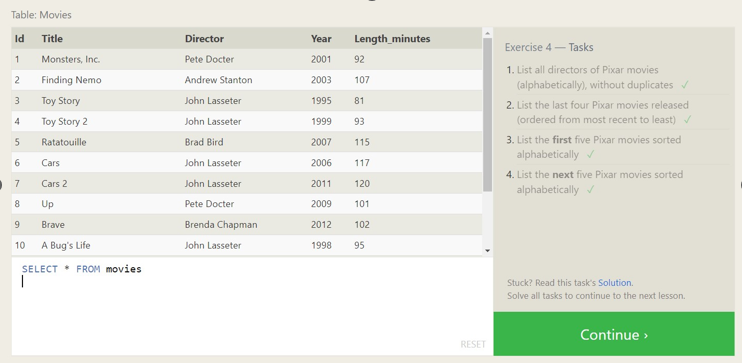 Table: Movies
Id Title Director Year Length_minutes
1 Monsters, Inc. Pete Docter 2001 92
2 Finding Nemo Andrew Stanton 2003 107
3 Toy Story John Lasseter 1995 81
4 Toy Story 2 John Lasseter 1999 93
5 Ratatouille Brad Bird 2007 115
6 Cars John Lasseter 2006 117
7 Cars 2 John Lasseter 2011 120
8 Up Pete Docter 2009 101
9 Brave Brenda Chapman 2012 102
10 A Bug's Life John Lasseter 1998 95
SELECT * FROM movies
RESET
Exercise 4 — Tasks
1. List all directors of Pixar movies
(alphabetically), without duplicates ✓
2. List the last four Pixar movies released
(ordered from most recent to least) ✓
3. List the first five Pixar movies sorted
alphabetically ✓
4. List the next five Pixar movies sorted
alphabetically ✓
Stuck? Read this task's Solution.
Solve all tasks to continue to the next lesson.
Continue ›